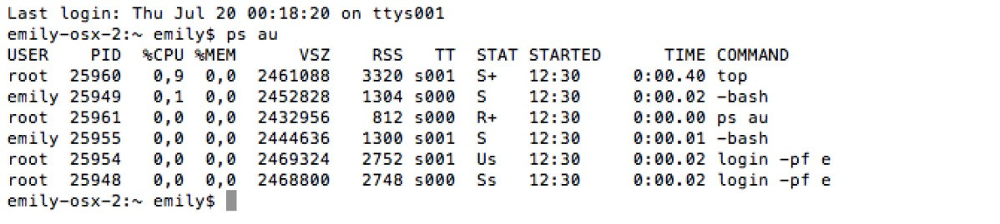 Last login: Thu Jul 20 00:18:20 on ttys001
emily-osx-2:~ emily$ ps au
USER    PID  %CPU %MEM      VSZ    RSS   TT  STAT STARTED      TIME COMMAND
root  25960   0,9  0,0  2461088   3320 s001  S+   12:30     0:00.40 top
emily 25949   0,1  0,0  2452828   1304 s000  S    12:30     0:00.02 -bash
root  25961   0,0  0,0  2432956    812 s000  R+   12:30     0:00.00 ps au
emily 25955   0,0  0,0  2444636   1300 s001  S    12:30     0:00.01 -bash
root  25954   0,0  0,0  2469324   2752 s001  Us   12:30     0:00.02 login -pf e
root  25948   0,0  0,0  2468800   2748 s000  Ss   12:30     0:00.02 login -pf e
emily-osx-2:~ emily$